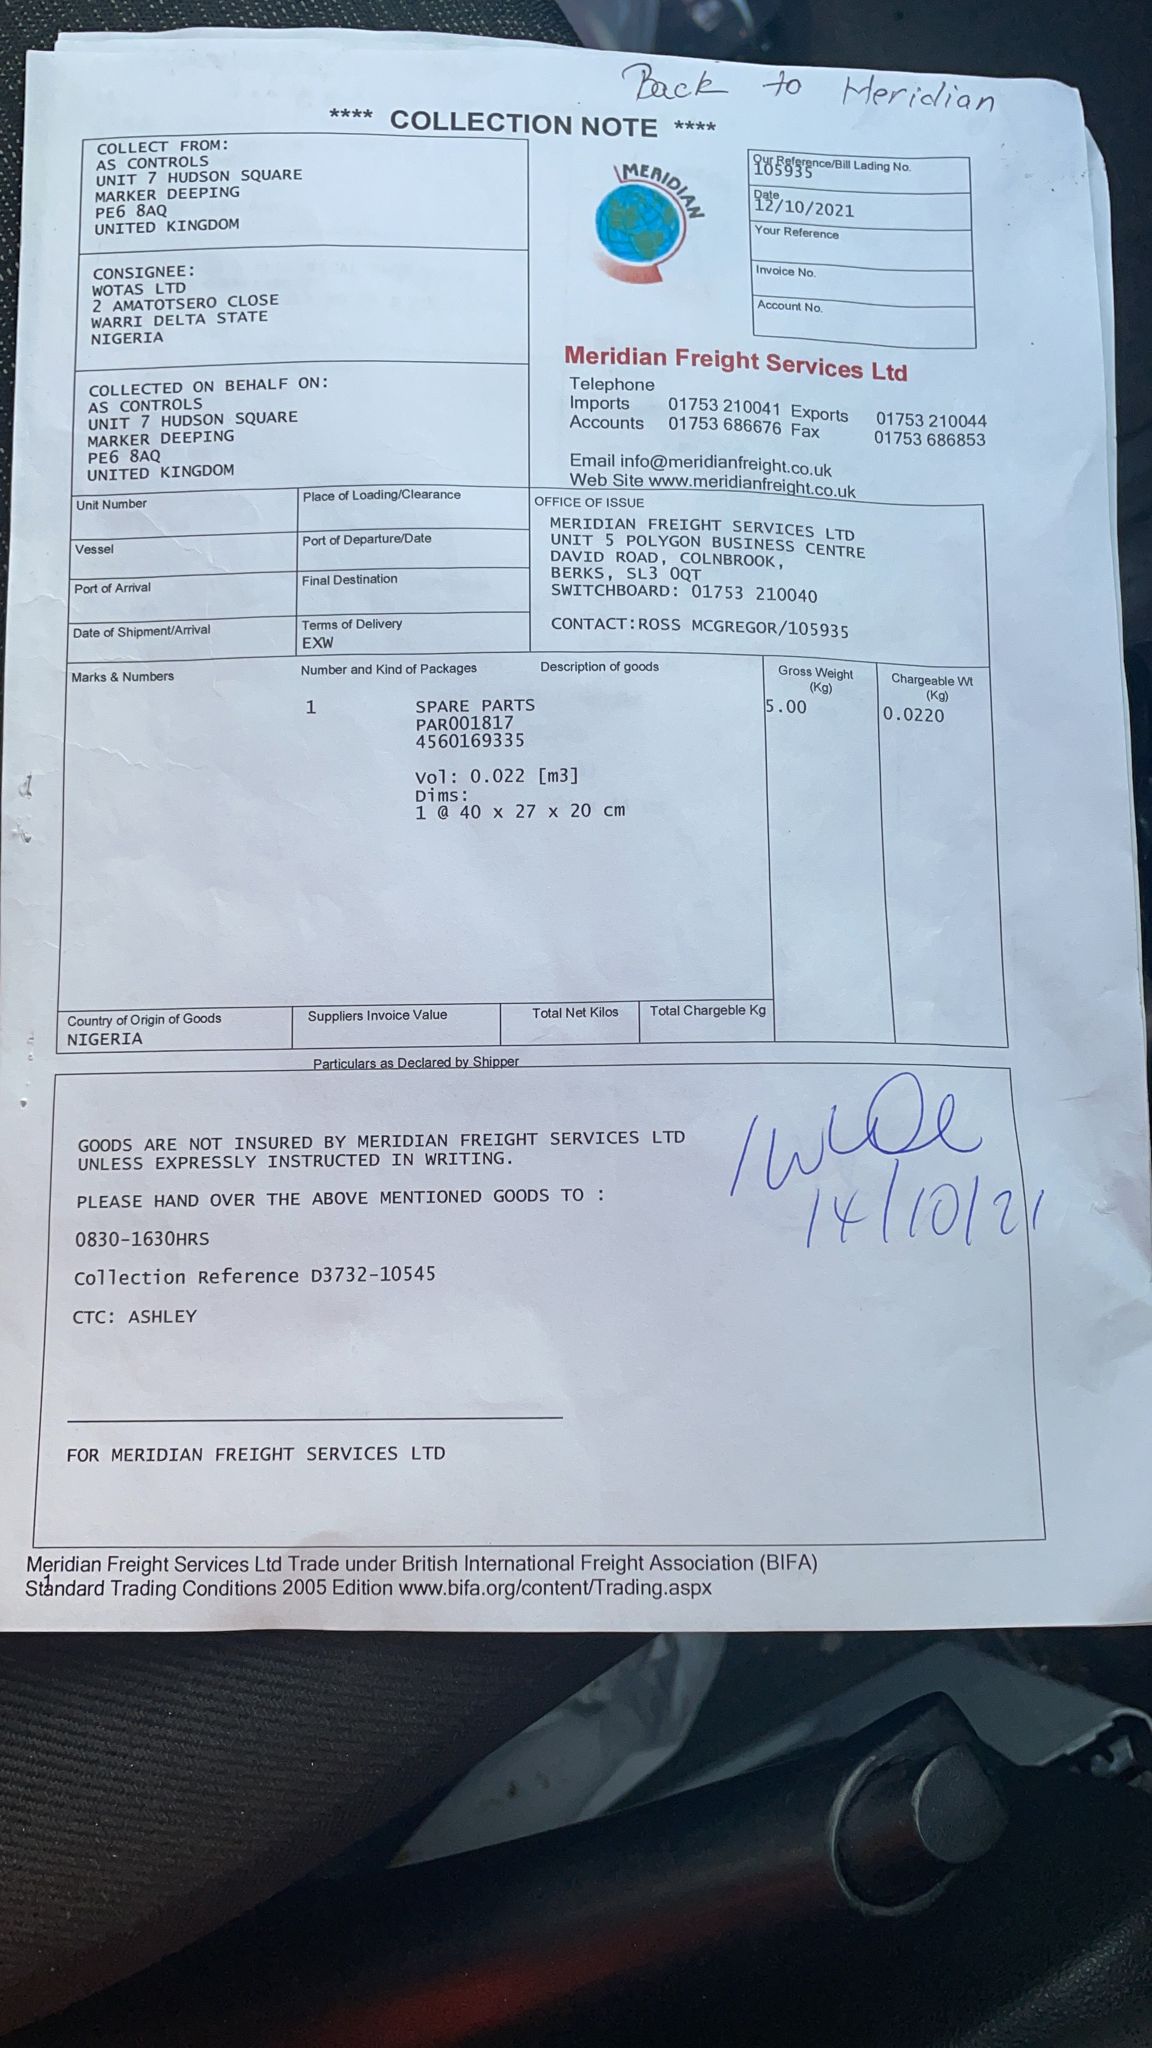 Back to Meridian
**** COLLECTION NOTE ****
COLLECT FROM:
AS CONTROLS
UNIT 7 HUDSON SQUARE
MARKER DEEPING
PE6 8AQ
UNITED KINGDOM
MERIDIAN
Our Reference/Bill Lading No.
105935
Date
12/10/2021
Your Reference
Invoice No.
Account No.
CONSIGNEE:
WOTAS LTD
2 AMATOTSERO CLOSE
WARRI DELTA STATE
NIGERIA
Meridian Freight Services Ltd
Telephone
Imports 01753 210041 Exports 01753 210044
Accounts 01753 686676 Fax 01753 686853
Email info@meridianfreight.co.uk
Web Site www.meridianfreight.co.uk
COLLECTED ON BEHALF ON:
AS CONTROLS
UNIT 7 HUDSON SQUARE
MARKER DEEPING
PE6 8AQ
UNITED KINGDOM
Unit Number
Place of Loading/Clearance
Vessel
Port of Departure/Date
Port of Arrival
Final Destination
Date of Shipment/Arrival
Terms of Delivery
EXW
OFFICE OF ISSUE
MERIDIAN FREIGHT SERVICES LTD
UNIT 5 POLYGON BUSINESS CENTRE
DAVID ROAD, COLNBROOK,
BERKS, SL3 0QT
SWITCHBOARD: 01753 210040
CONTACT:ROSS MCGREGOR/105935
Marks & Numbers
Number and Kind of Packages
Description of goods
Gross Weight
(Kg)
Chargeable Wt
(Kg)
1 SPARE PARTS 5.00 0.0220
PAR001817
4560169335
Vol: 0.022 [m3]
Dims:
1 @ 40 x 27 x 20 cm
Country of Origin of Goods
NIGERIA
Suppliers Invoice Value
Total Net Kilos
Total Chargeable Kg
Particulars as Declared by Shipper
GOODS ARE NOT INSURED BY MERIDIAN FREIGHT SERVICES LTD
UNLESS EXPRESSLY INSTRUCTED IN WRITING.
PLEASE HAND OVER THE ABOVE MENTIONED GOODS TO :
0830-1630HRS
Collection Reference D3732-10545
CTC: ASHLEY
14/10/21
FOR MERIDIAN FREIGHT SERVICES LTD
Meridian Freight Services Ltd Trade under British International Freight Association (BIFA)
Standard Trading Conditions 2005 Edition www.bifa.org/content/Trading.aspx
1